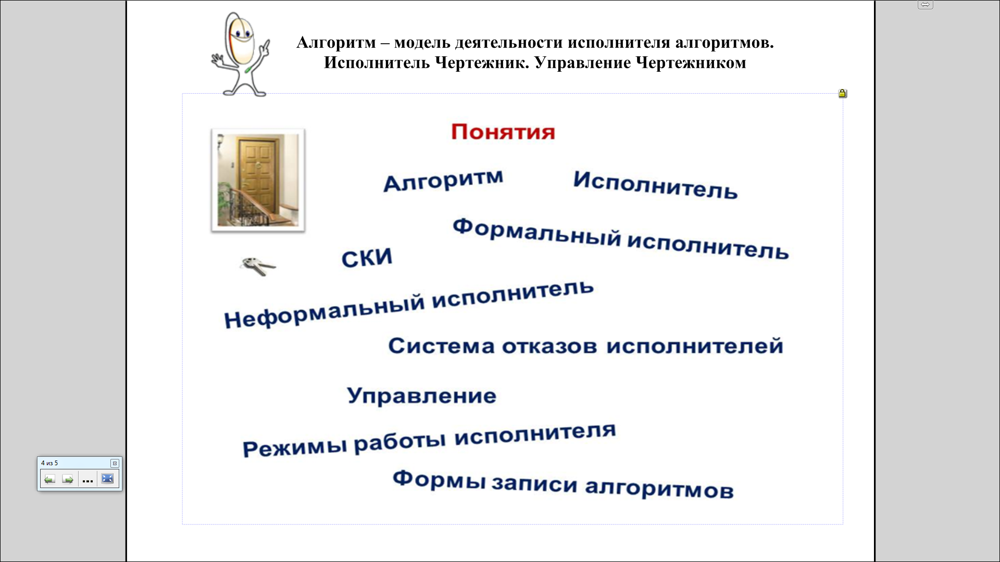 Алгоритм – модель деятельности исполнителя алгоритмов.
Исполнитель Чертежник. Управление Чертежником
Понятия
Алгоритм
Исполнитель
Формальный исполнитель
СКИ
Неформальный исполнитель
Система отказов исполнителей
Управление
Режимы работы исполнителя
Формы записи алгоритмов
4 из 5
...